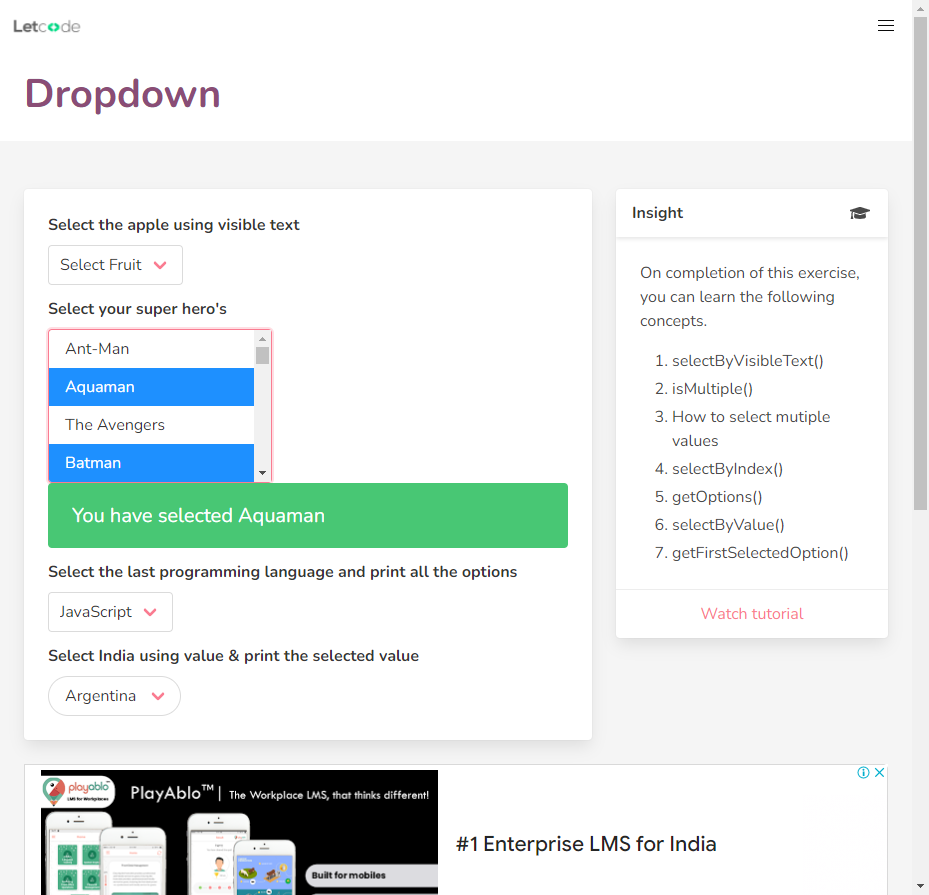 Letcode
Dropdown
Select the apple using visible text
Select Fruit
Select your super hero's
Ant-Man
Aquaman
The Avengers
Batman
You have selected Aquaman
Select the last programming language and print all the options
JavaScript
Select India using value & print the selected value
Argentina
Insight
On completion of this exercise,
you can learn the following
concepts.
1. selectByVisibleText()
2. isMultiple()
3. How to select mutiple
values
4. selectByIndex()
5. getOptions()
6. selectByValue()
7. getFirstSelectedOption()
Watch tutorial
playablo™
LMS for Workplaces
PlayAblo™ | The Workplace LMS, that thinks different!
Built for mobiles
#1 Enterprise LMS for India